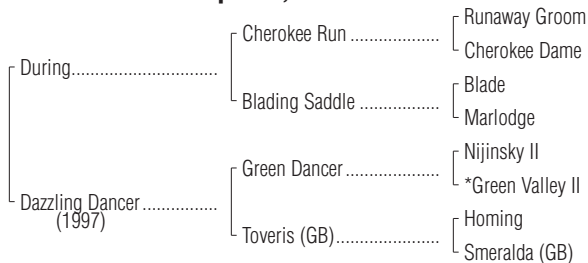 Runaway Groom
Cherokee Run ....................
Cherokee Dame
During..............................
Blade
Blading Saddle .................
Marlodge
Nijinsky II
Green Dancer ....................
*Green Valley II
Dazzling Dancer ................
(1997)
Homing
Toveris (GB)......................
Smeralda (GB)